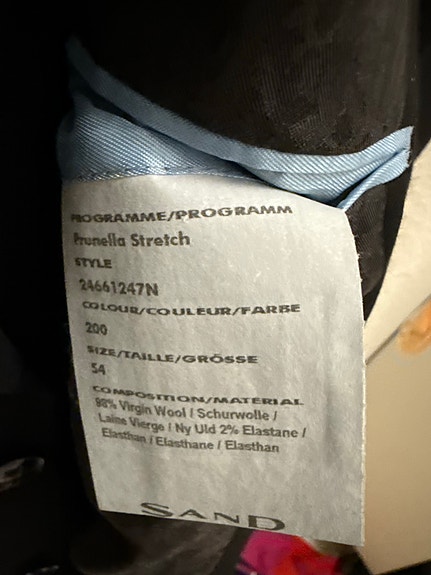 PROGRAMME/PROGRAMM
Prunella Stretch
STYLE
24661247N
COLOUR/COULEUR/FARBE
200
SIZE/TAILLE/GRÖSSE
54
COMPOSITION/MATERIAL
98% Virgin Wool / Schurwolle /
Laine Vierge / Ny Uld 2% Elastane /
Elasthan / Elasthane / Elasthan
SAND